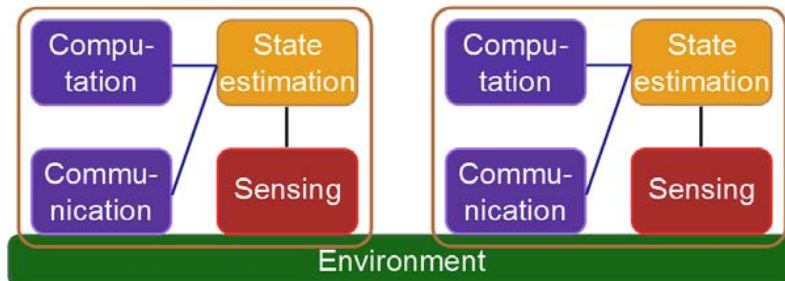 Compu-
tation
State
estimation
Commu-
nication
Sensing
Compu-
tation
State
estimation
Commu-
nication
Sensing
Environment